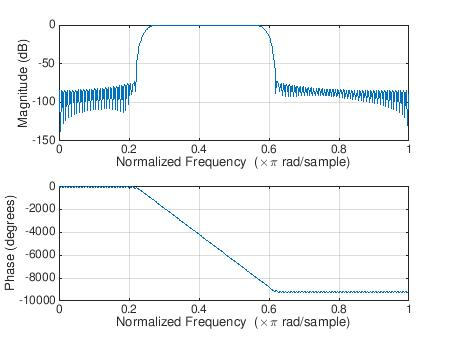 Magnitude (dB)
0
-50
-100
-150
0 0.2 0.4 0.6 0.8 1
Normalized Frequency (×π rad/sample)
Phase (degrees)
0
-2000
-4000
-6000
-8000
-10000
0 0.2 0.4 0.6 0.8 1
Normalized Frequency (×π rad/sample)